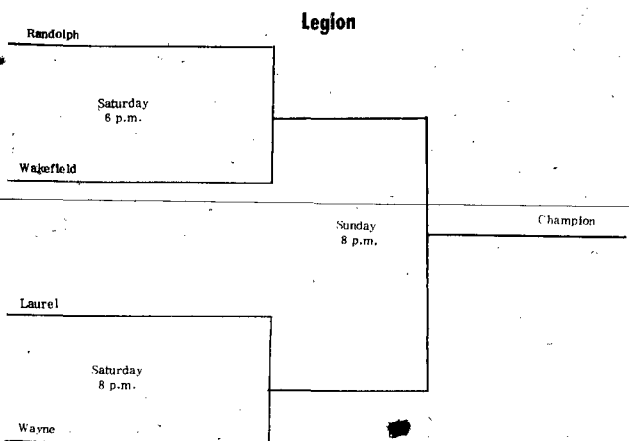 Legion
Randolph
Saturday
6 p.m.
Wakefield
Sunday
8 p.m.
Champion
Laurel
Saturday
8 p.m.
Wayne